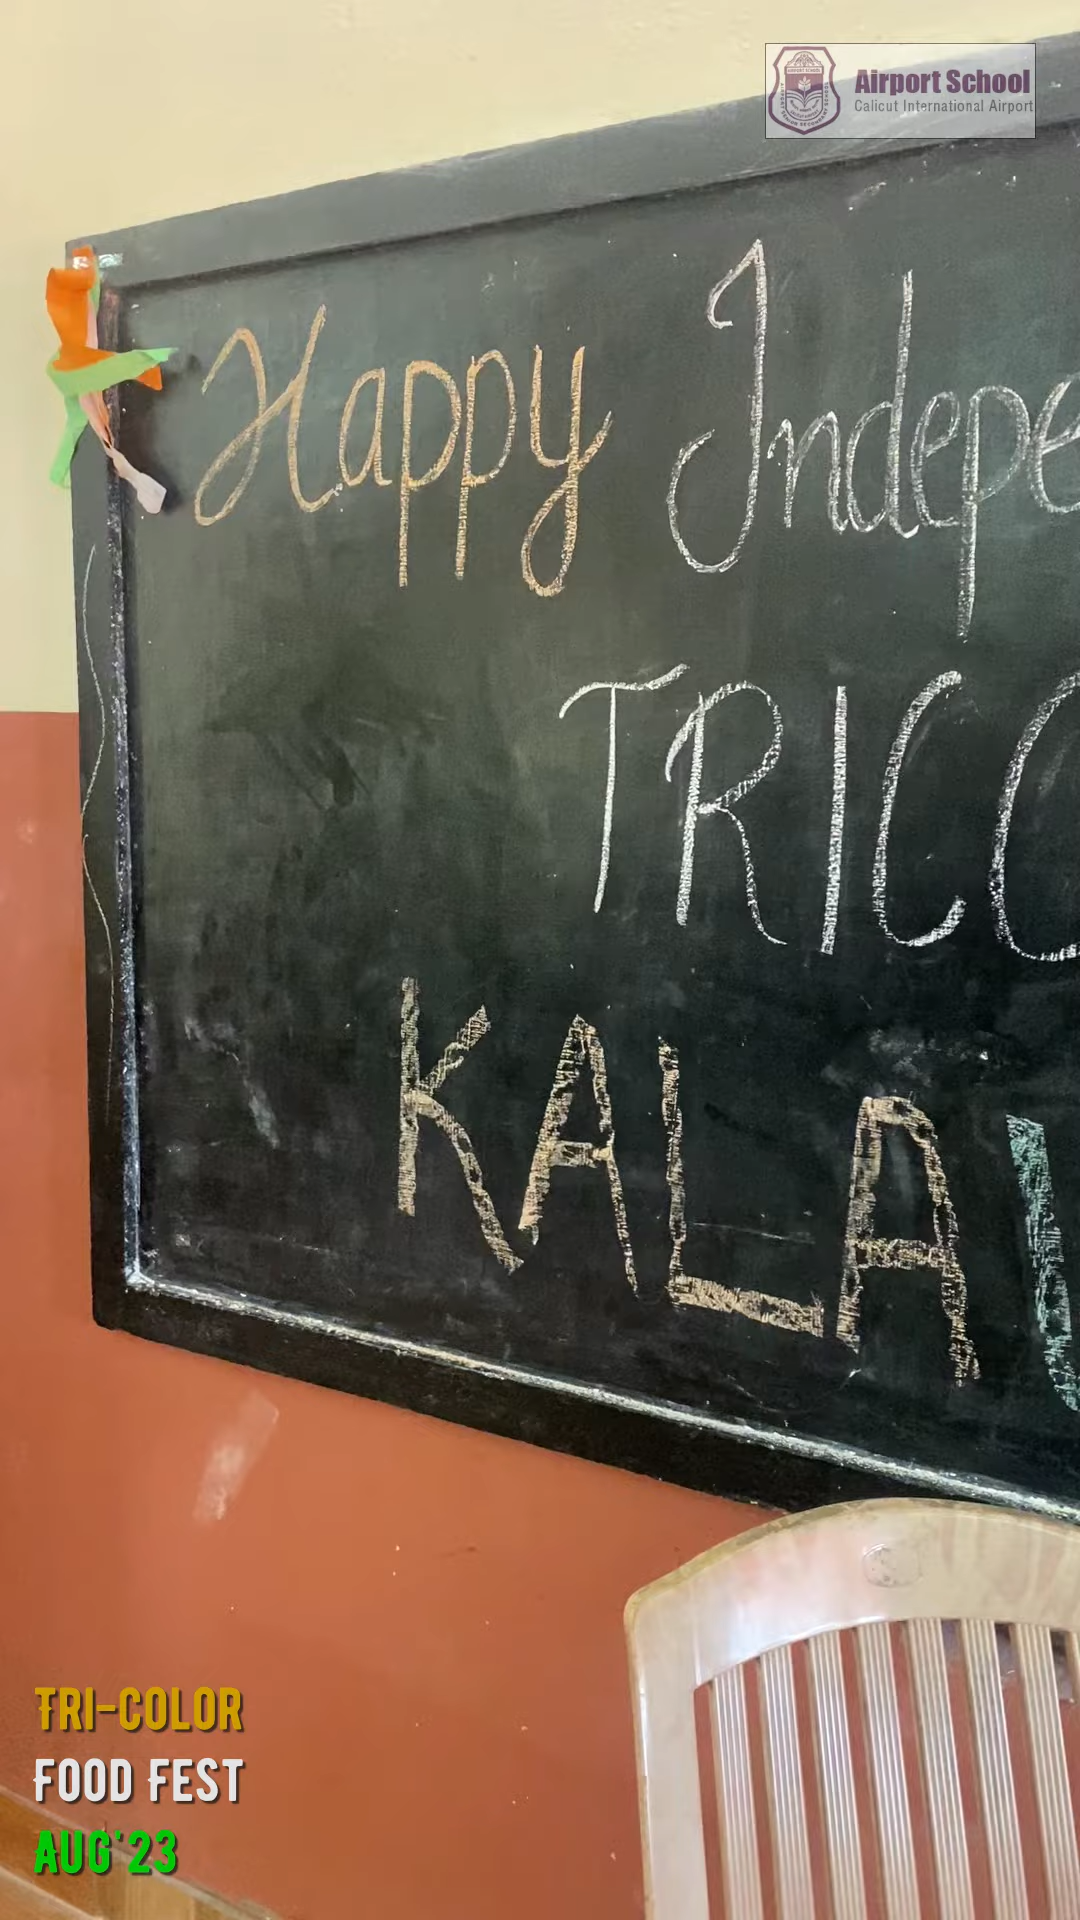 Airport School
Calicut International Airport
Happy Indepe
TRICO
KALA
TRI-COLOR
FOOD FEST
AUG'23